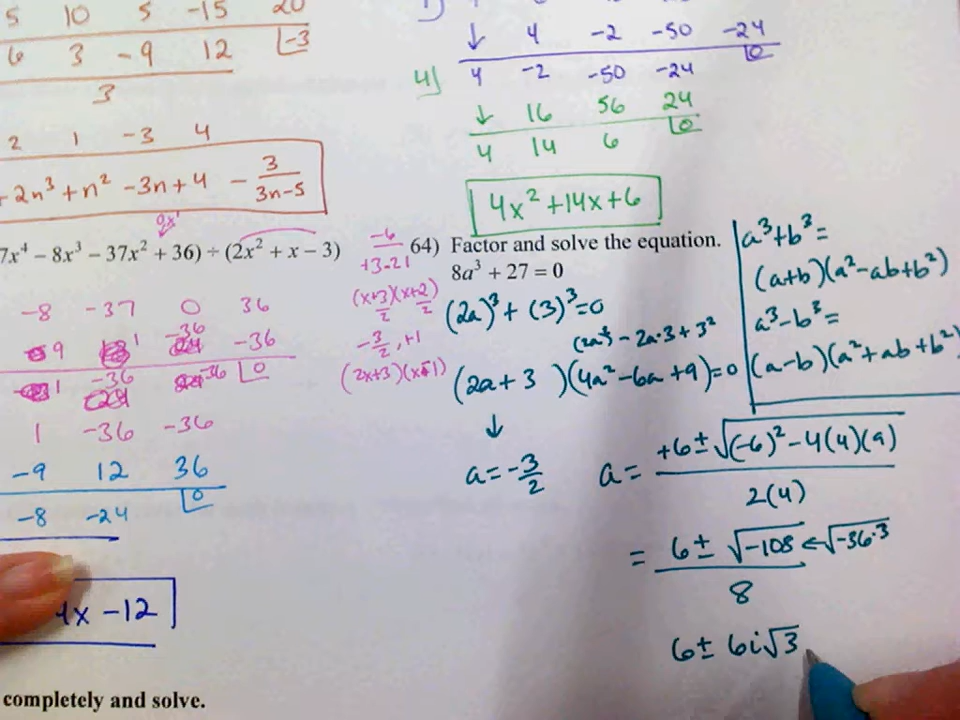 5 10 5 -15 20
6 3 -9 12 -3
3
2 1 -3 4
+ 2n³ + n² - 3n + 4 - 3/(3n-5)
0x¹
7x⁴ − 8x³ − 37x² + 36) ÷ (2x² + x − 3)
-8 -37 0 36
-36
9 1 -36
1 -36 -36 0
1 -36 -36
-9 12 36
-8 -24 0
x - 12
completely and solve.
-6
+3 -2 1
(x+3/2)(x+2/2)
-3/2, +1
(2x+3)(x-1)
1)
↓ 4 -2 -50 -24
4 -2 -50 -24 0
4)
↓ 16 56 24
4 14 6 0
4x² + 14x + 6
64) Factor and solve the equation.
8a³ + 27 = 0
(2a)³ + (3)³ = 0
(2a)² - 2a·3 + 3²
(2a + 3 )(4a² - 6a + 9) = 0
↓
a = -3/2
a = +6 ± √((-6)² - 4(4)(9)) / 2(4)
= 6 ± √-108 / 8 ← √-36·3
6 ± 6i√3
a³ + b³ =
(a+b)(a² - ab + b²)
a³ - b³ =
(a-b)(a² + ab + b²)